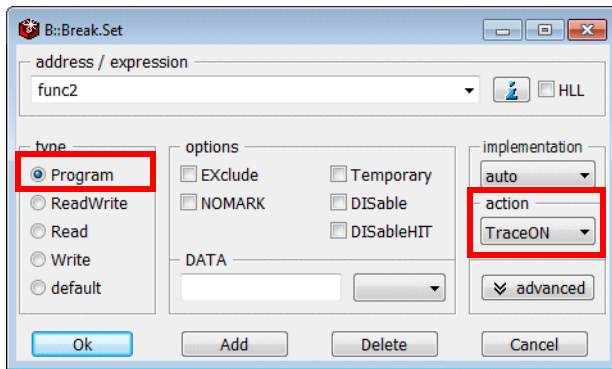 B::Break.Set
address / expression
func2
HLL
type
Program
ReadWrite
Read
Write
default
options
EXclude
Temporary
NOMARK
DISable
DISableHIT
DATA
implementation
auto
action
TraceON
advanced
Ok
Add
Delete
Cancel